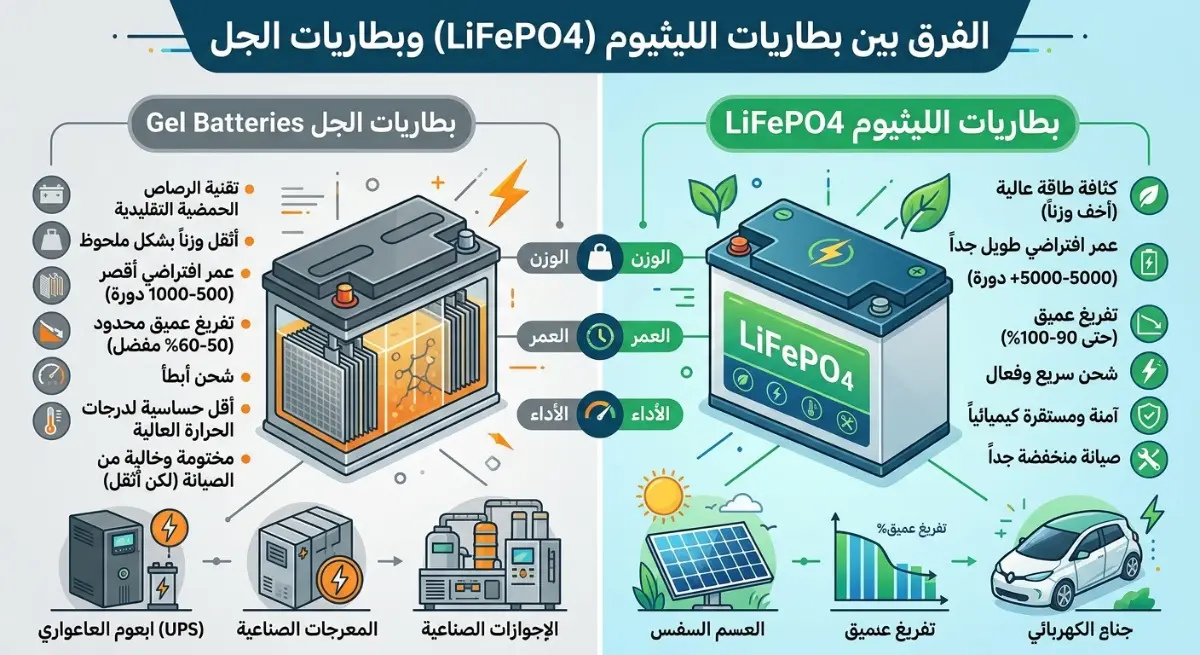 الفرق بين بطاريات الليثيوم (LiFePO4) وبطاريات الجل
بطاريات الليثيوم LiFePO4
كثافة طاقة عالية
(أخف وزناً)
عمر افتراضي طويل جداً
(5000-5000+ دورة)
تفريغ عميق
(حتى 90-100%)
شحن سريع وفعال
آمنة ومستقرة كيميائياً
صيانة منخفضة جداً
LiFePO4
بطاريات الجل Gel Batteries
تقنية الرصاص
الحمضية التقليدية
أثقل وزناً بشكل ملحوظ
عمر افتراضي أقصر
(500-1000 دورة)
تفريغ عميق محدود
(50-60% مفضل)
شحن أبطأ
أقل حساسية لدرجات
الحرارة العالية
مختومة وخالية من
الصيانة (لكن أثقل)
الوزن الوزن
العمر العمر
الأداء الأداء
تفريغ عميق%
جناح الكهربائي
تفريغ عميق
العسم السفس
الإجوازات الصناعية
المعرجات الصناعية
(UPS) ابعوم العاعواري